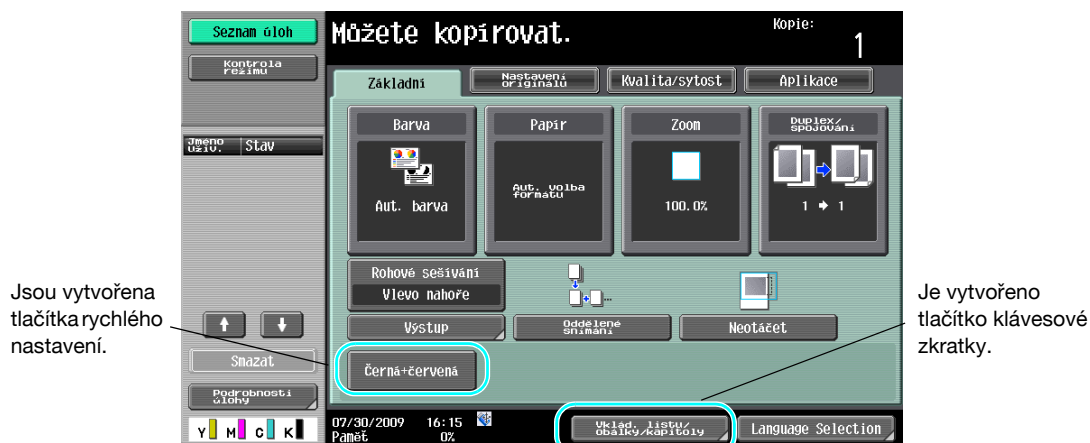 Seznam úloh
Kontrola
režimu
Můžete kopírovat.
Kopie:
1
Základní
Nastavení
originálu
Kvalita/sytost
Aplikace
Jméno
uživ.
Stav
Barva
Papír
Zoom
Duplex/
spojování
Aut. barva
Aut. volba
formátu
100.0%
1 → 1
Rohové sešívání
Vlevo nahoře
Výstup
Oddělené
snímání
Neotáčet
Černá+červená
Smazat
Podrobnosti
úlohy
Y M C K
07/30/2009 16:15
Paměť 0%
Vklád. listu/
obálky/kapitoly
Language Selection
Jsou vytvořena
tlačítka rychlého
nastavení.
Je vytvořeno
tlačítko klávesové
zkratky.